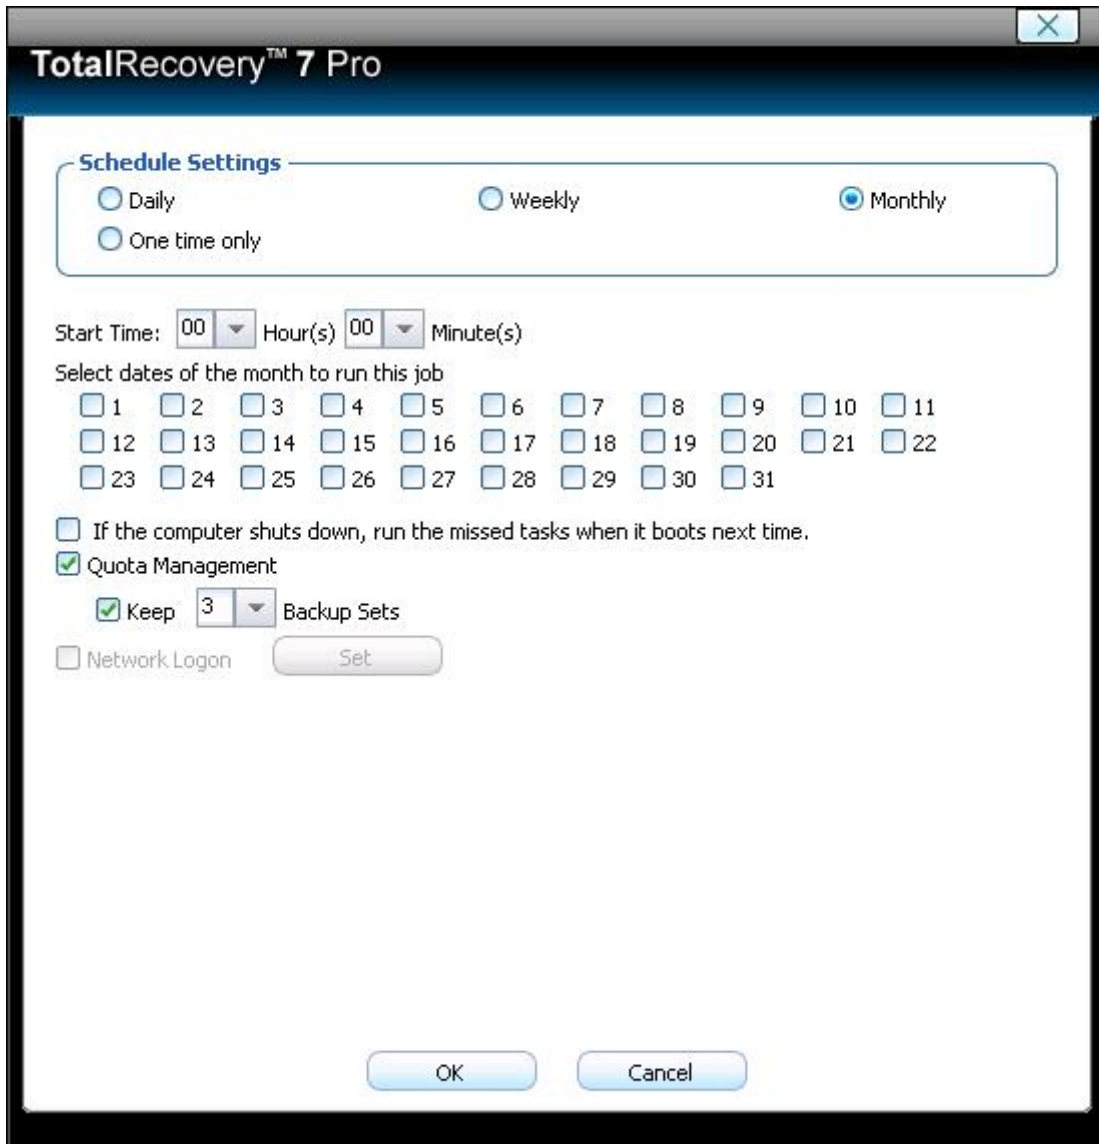 TotalRecovery™ 7 Pro
Schedule Settings
Daily Weekly Monthly
One time only
Start Time: 00 Hour(s) 00 Minute(s)
Select dates of the month to run this job
1 2 3 4 5 6 7 8 9 10 11
12 13 14 15 16 17 18 19 20 21 22
23 24 25 26 27 28 29 30 31
If the computer shuts down, run the missed tasks when it boots next time.
Quota Management
Keep 3 Backup Sets
Network Logon Set
OK Cancel